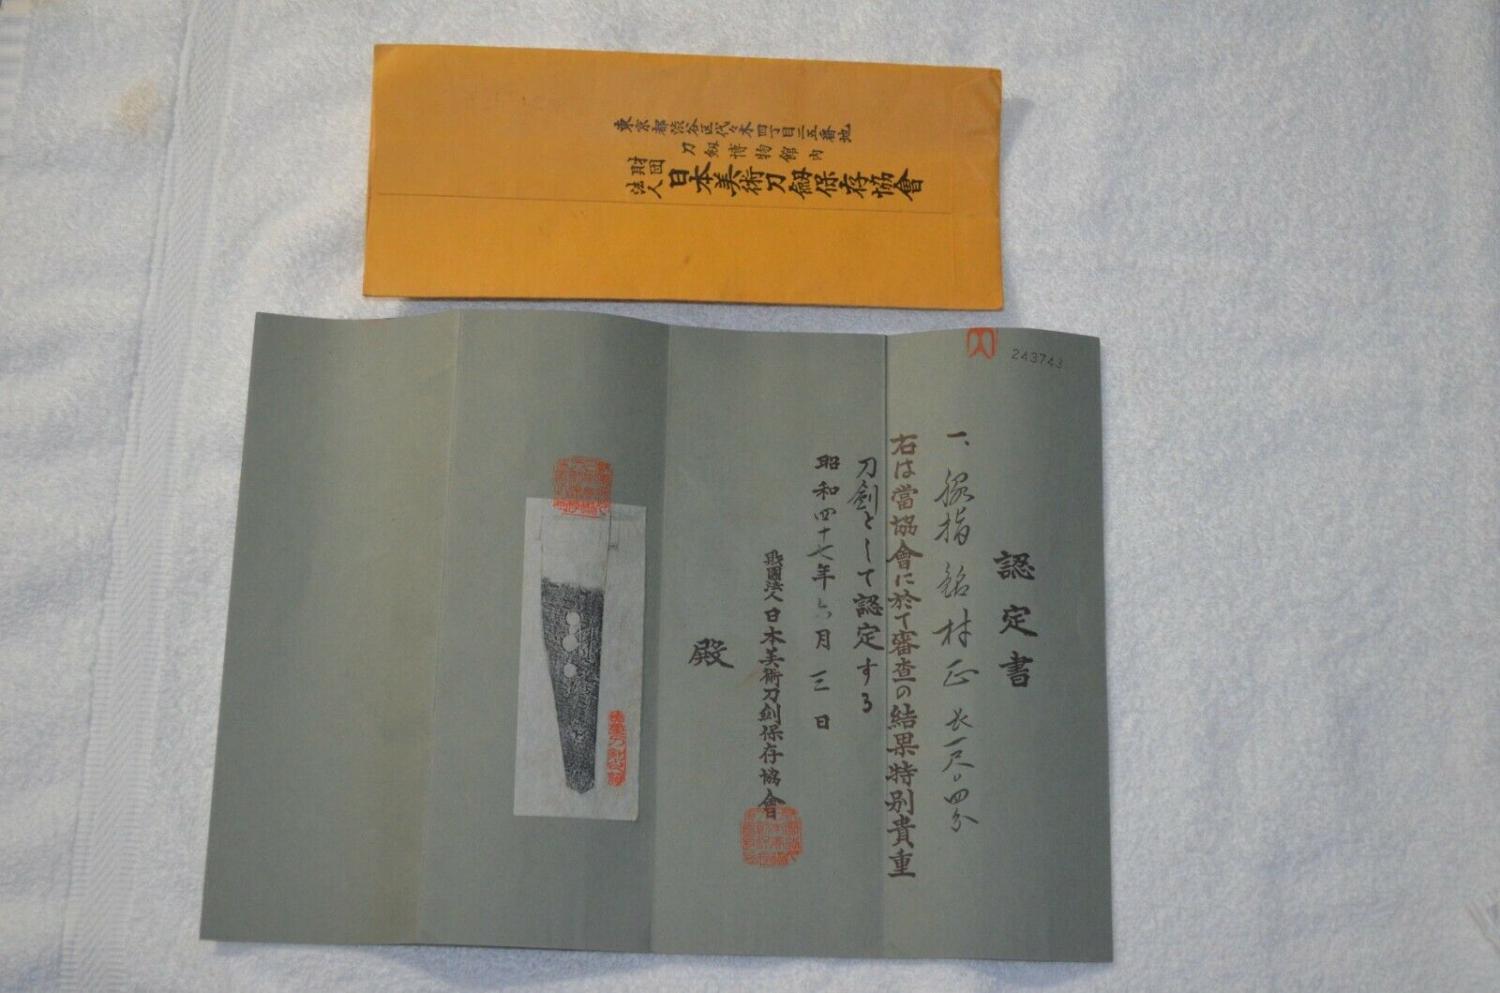 東京都渋谷区代々木四丁目二五番地
刀剱博物館内
財団法人
日本美術刀劔保存協會
243743
認定書
一、脇指 銘 村正 長一尺〇四分
右は當協會に於て審査の結果特別貴重
刀劍として認定する
昭和四十七年六月三日
財團法人日本美術刀剣保存協會
殿